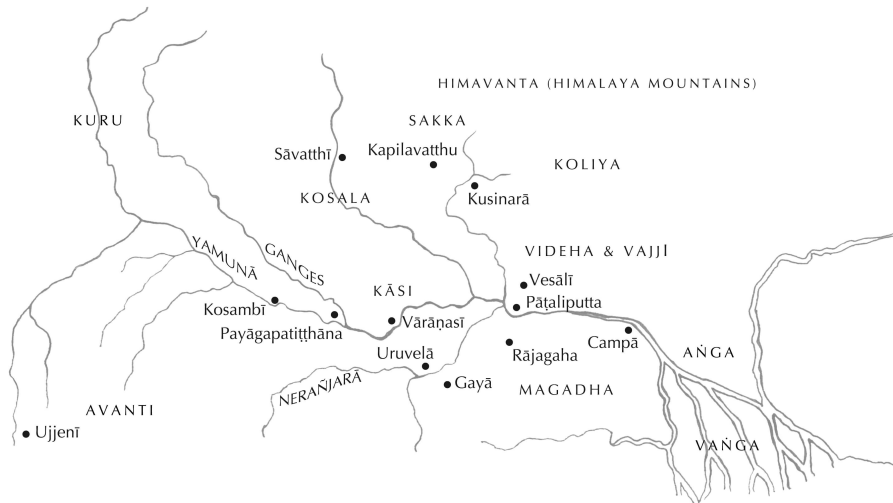 HIMAVANTA (HIMALAYA MOUNTAINS)
KURU
SAKKA
Sāvatthī
Kapilavatthu
KOLIYA
KOSALA
Kusinarā
YAMUNĀ
GANGES
VIDEHA & VAJJĪ
Vesālī
KĀSI
Kosambī
Pāṭaliputta
Payāgapatiṭṭhāna
Vārāṇasī
Campā
Uruvelā
Rājagaha
AṄGA
NERAÑJARĀ
Gayā
MAGADHA
AVANTI
Ujjenī
VAṄGA